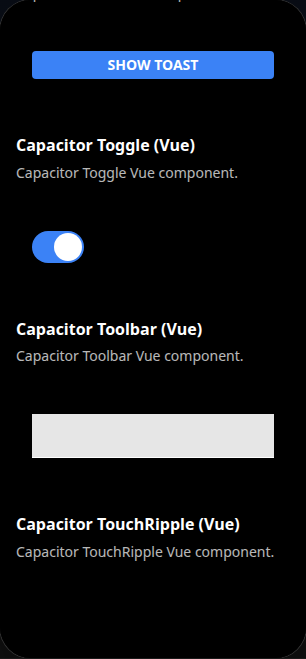 SHOW TOAST
Capacitor Toggle (Vue)
Capacitor Toggle Vue component.
Capacitor Toolbar (Vue)
Capacitor Toolbar Vue component.
Capacitor TouchRipple (Vue)
Capacitor TouchRipple Vue component.